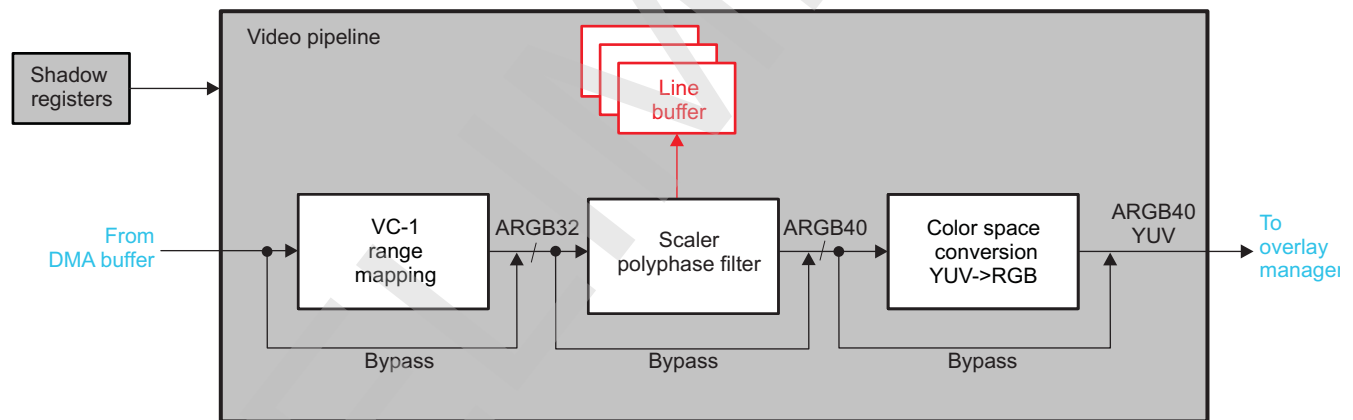 Video pipeline
Shadow
registers
Line
buffer
From
DMA buffer
VC-1
range
mapping
ARGB32
Scaler
polyphase filter
ARGB40
Color space
conversion
YUV->RGB
ARGB40
YUV
To
overlay
manager
Bypass
Bypass
Bypass